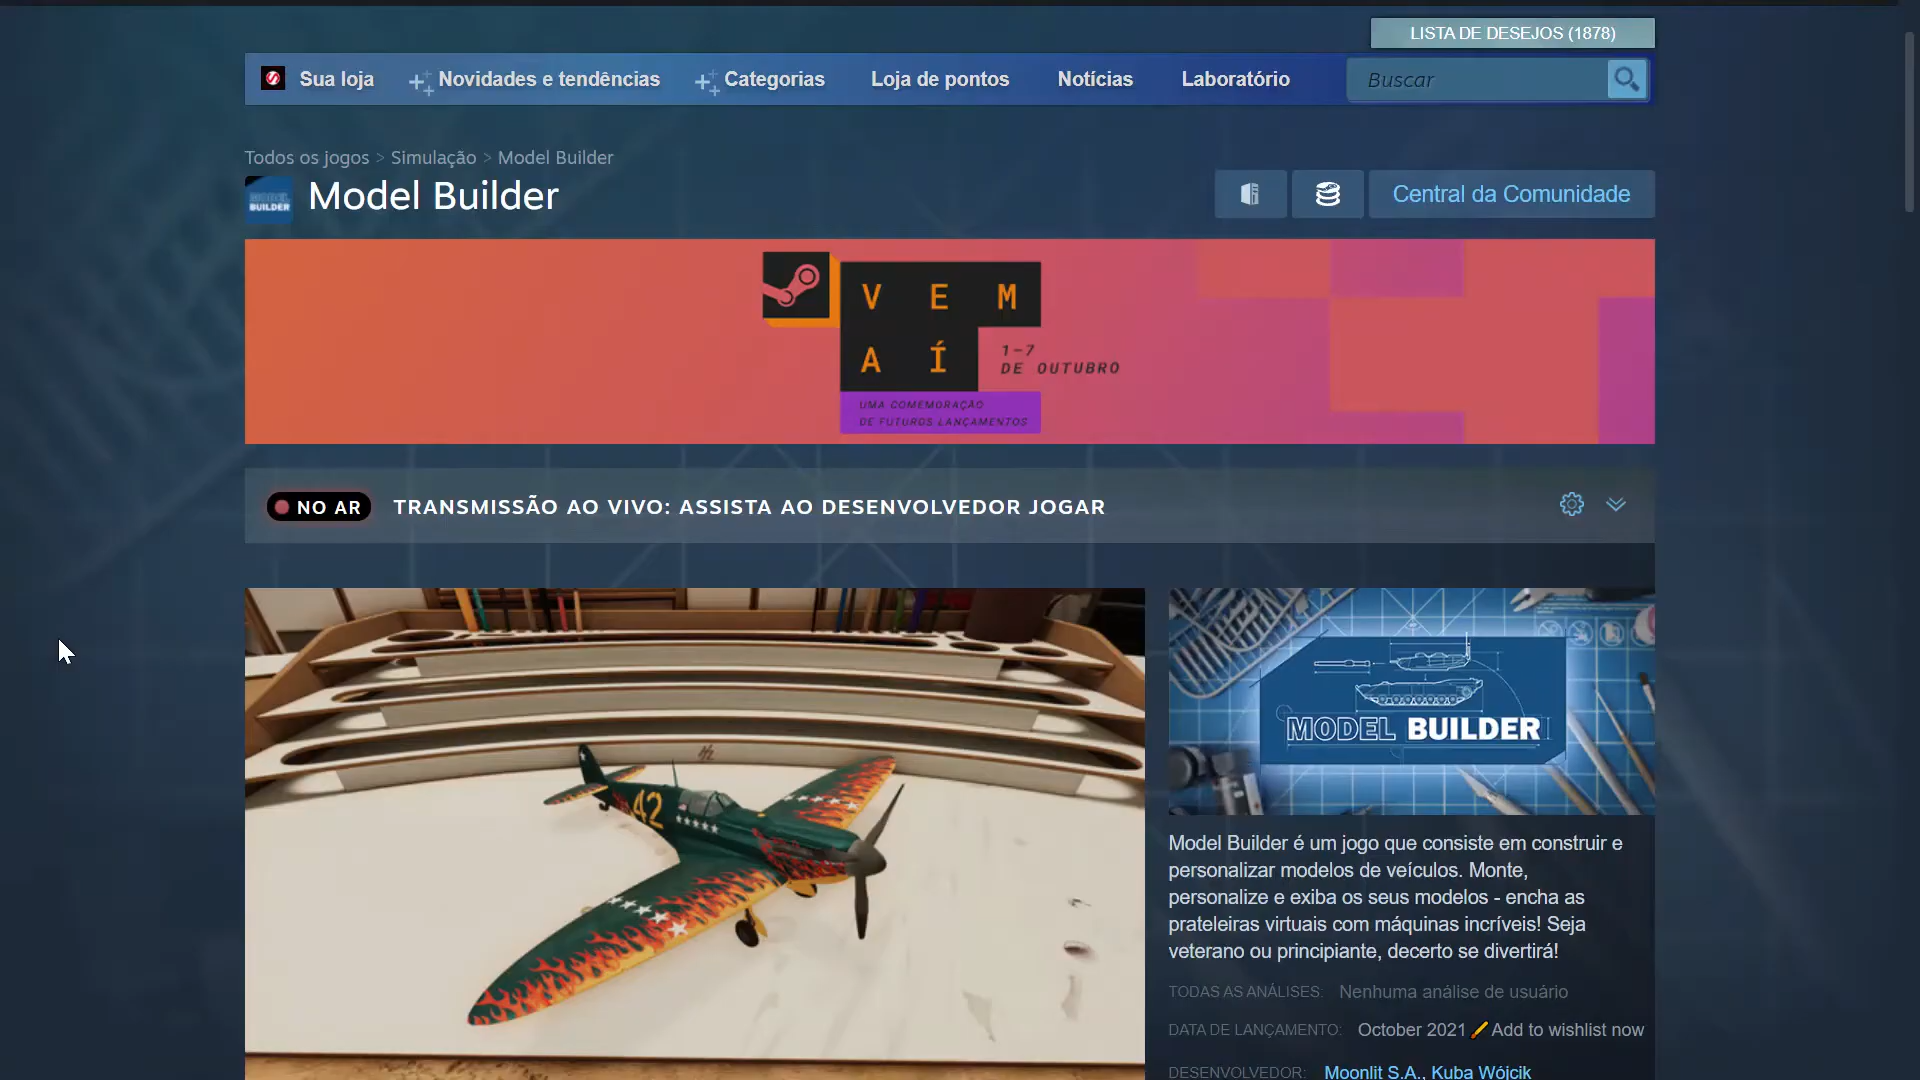 LISTA DE DESEJOS (1878)
Sua loja
Novidades e tendências
Categorias
Loja de pontos
Notícias
Laboratório
Buscar
Todos os jogos > Simulação > Model Builder
MODEL
BUILDER
Model Builder
Central da Comunidade
VEM
AÍ
1-7
DE OUTUBRO
UMA COMEMORAÇÃO
DE FUTUROS LANÇAMENTOS
NO AR
TRANSMISSÃO AO VIVO: ASSISTA AO DESENVOLVEDOR JOGAR
42
MODEL BUILDER
Model Builder é um jogo que consiste em construir e
personalizar modelos de veículos. Monte,
personalize e exiba os seus modelos - encha as
prateleiras virtuais com máquinas incríveis! Seja
veterano ou principiante, decerto se divertirá!
TODAS AS ANÁLISES: Nenhuma análise de usuário
DATA DE LANÇAMENTO: October 2021 🖌️ Add to wishlist now
DESENVOLVEDOR: Moonlit S.A., Kuba Wójcik